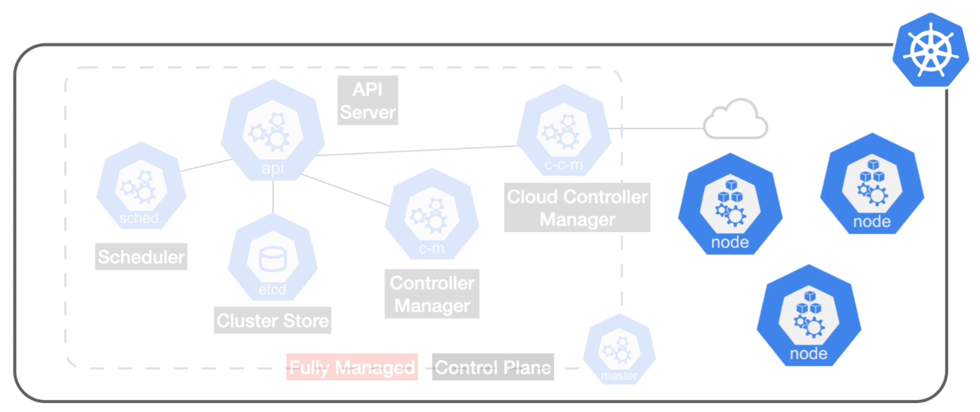 API
Server
api
c-c-m
sched.
Cloud Controller
Manager
node
node
Scheduler
c-m
etcd
Controller
Manager
Cluster Store
node
Fully Managed
Control Plane
master